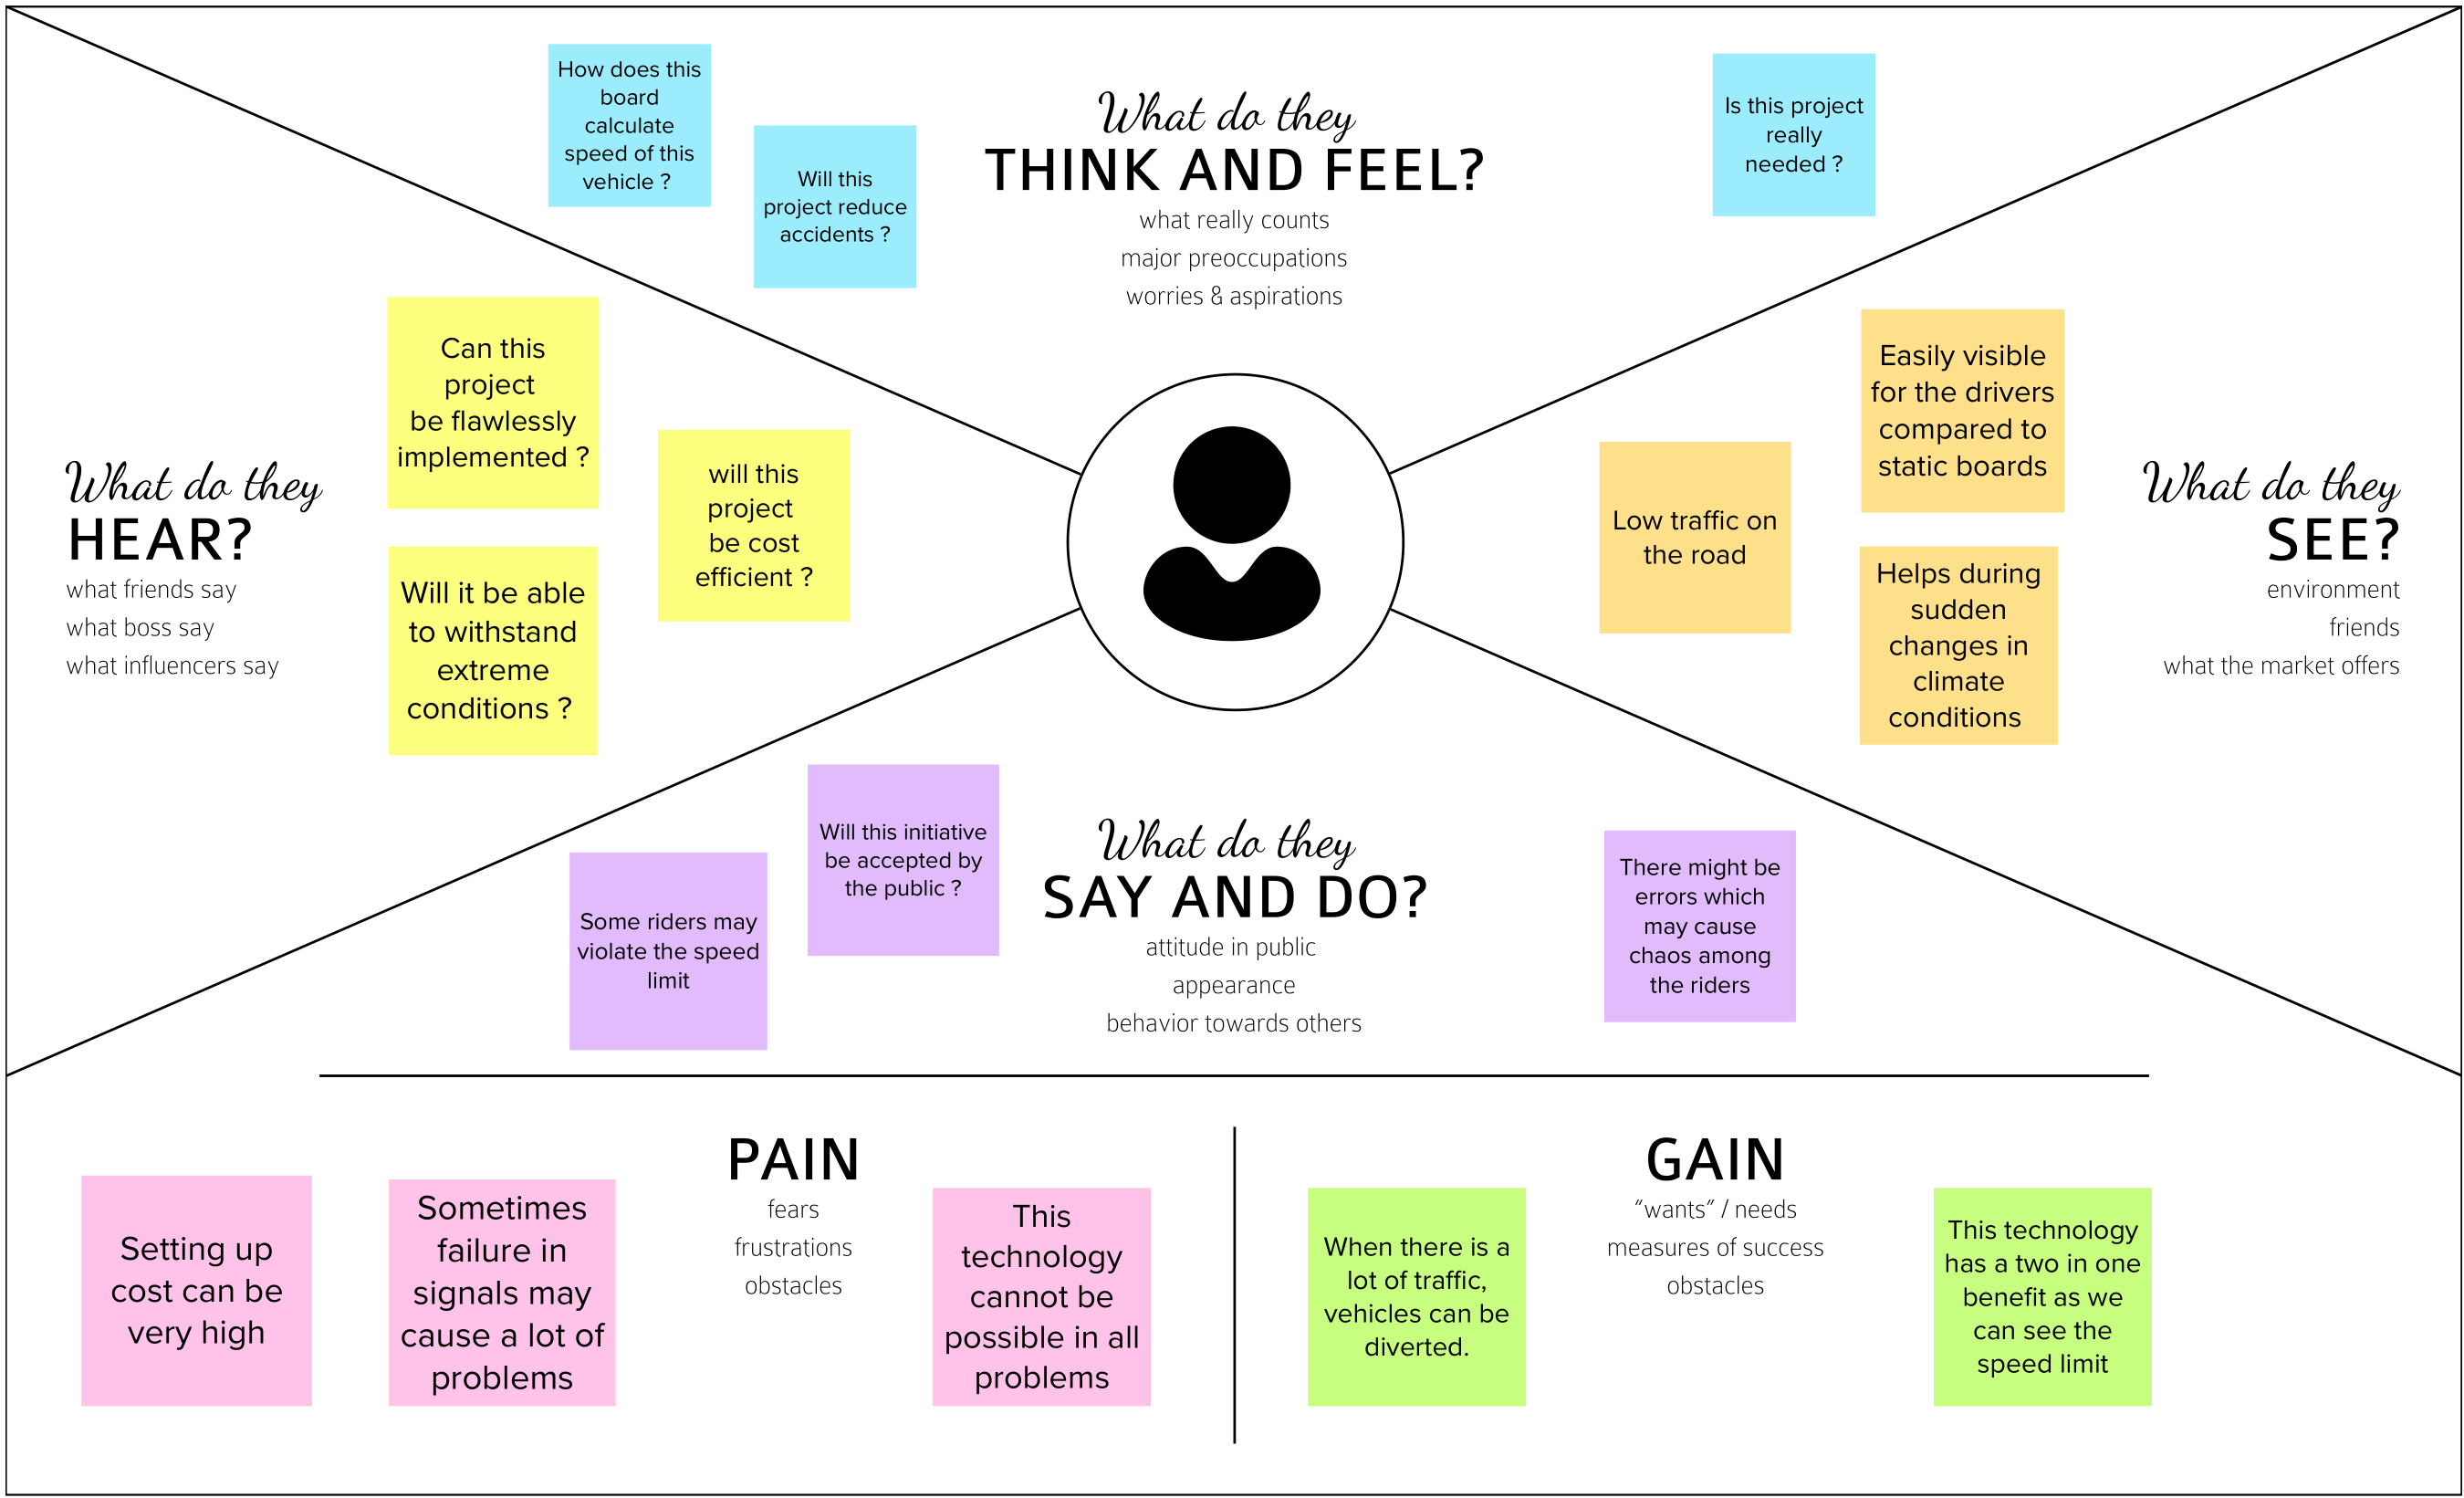 How does this
board
calculate
speed of this
vehicle ?
Will this
project reduce
accidents ?
What do they
THINK AND FEEL?
what really counts
major preoccupations
worries & aspirations
Is this project
really
needed ?
What do they
HEAR?
what friends say
what boss say
what influencers say
Can this
project
be flawlessly
implemented ?
will this
project
be cost
efficient ?
Will it be able
to withstand
extreme
conditions ?
Low traffic on
the road
Easily visible
for the drivers
compared to
static boards
Helps during
sudden
changes in
climate
conditions
What do they
SEE?
environment
friends
what the market offers
Some riders may
violate the speed
limit
Will this initiative
be accepted by
the public ?
What do they
SAY AND DO?
attitude in public
appearance
behavior towards others
There might be
errors which
may cause
chaos among
the riders
Setting up
cost can be
very high
Sometimes
failure in
signals may
cause a lot of
problems
PAIN
fears
frustrations
obstacles
This
technology
cannot be
possible in all
problems
When there is a
lot of traffic,
vehicles can be
diverted.
GAIN
“wants” / needs
measures of success
obstacles
This technology
has a two in one
benefit as we
can see the
speed limit